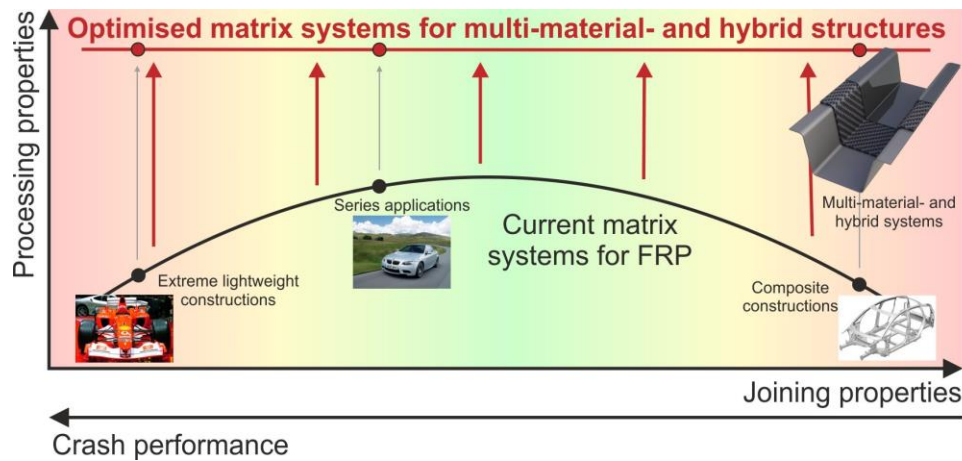 Optimised matrix systems for multi-material- and hybrid structures
Processing properties
Series applications
Current matrix
systems for FRP
Multi-material- and
hybrid systems
Extreme lightweight
constructions
Composite
constructions
Joining properties
Crash performance